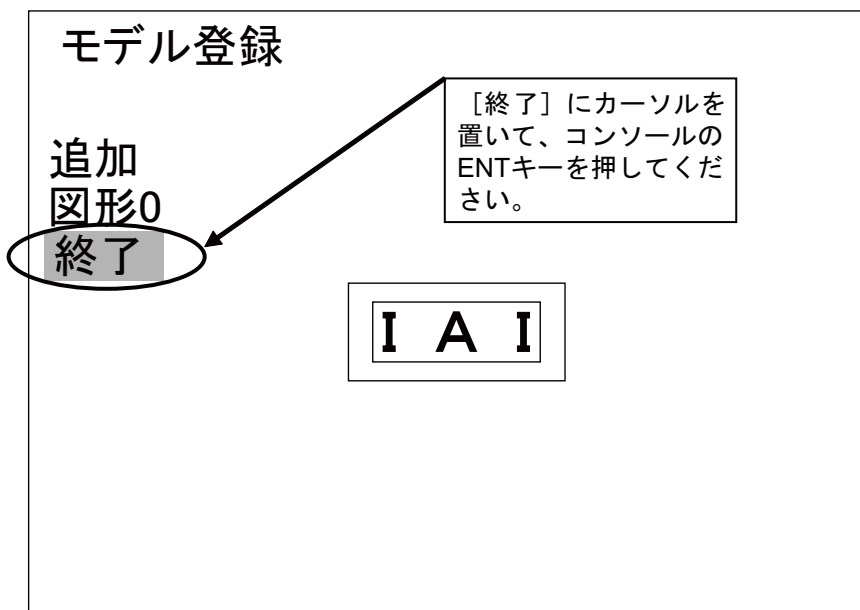 モデル登録
［終了］にカーソルを
置いて、コンソールの
ENTキーを押してくだ
さい。
追加
図形0
終了
I A I